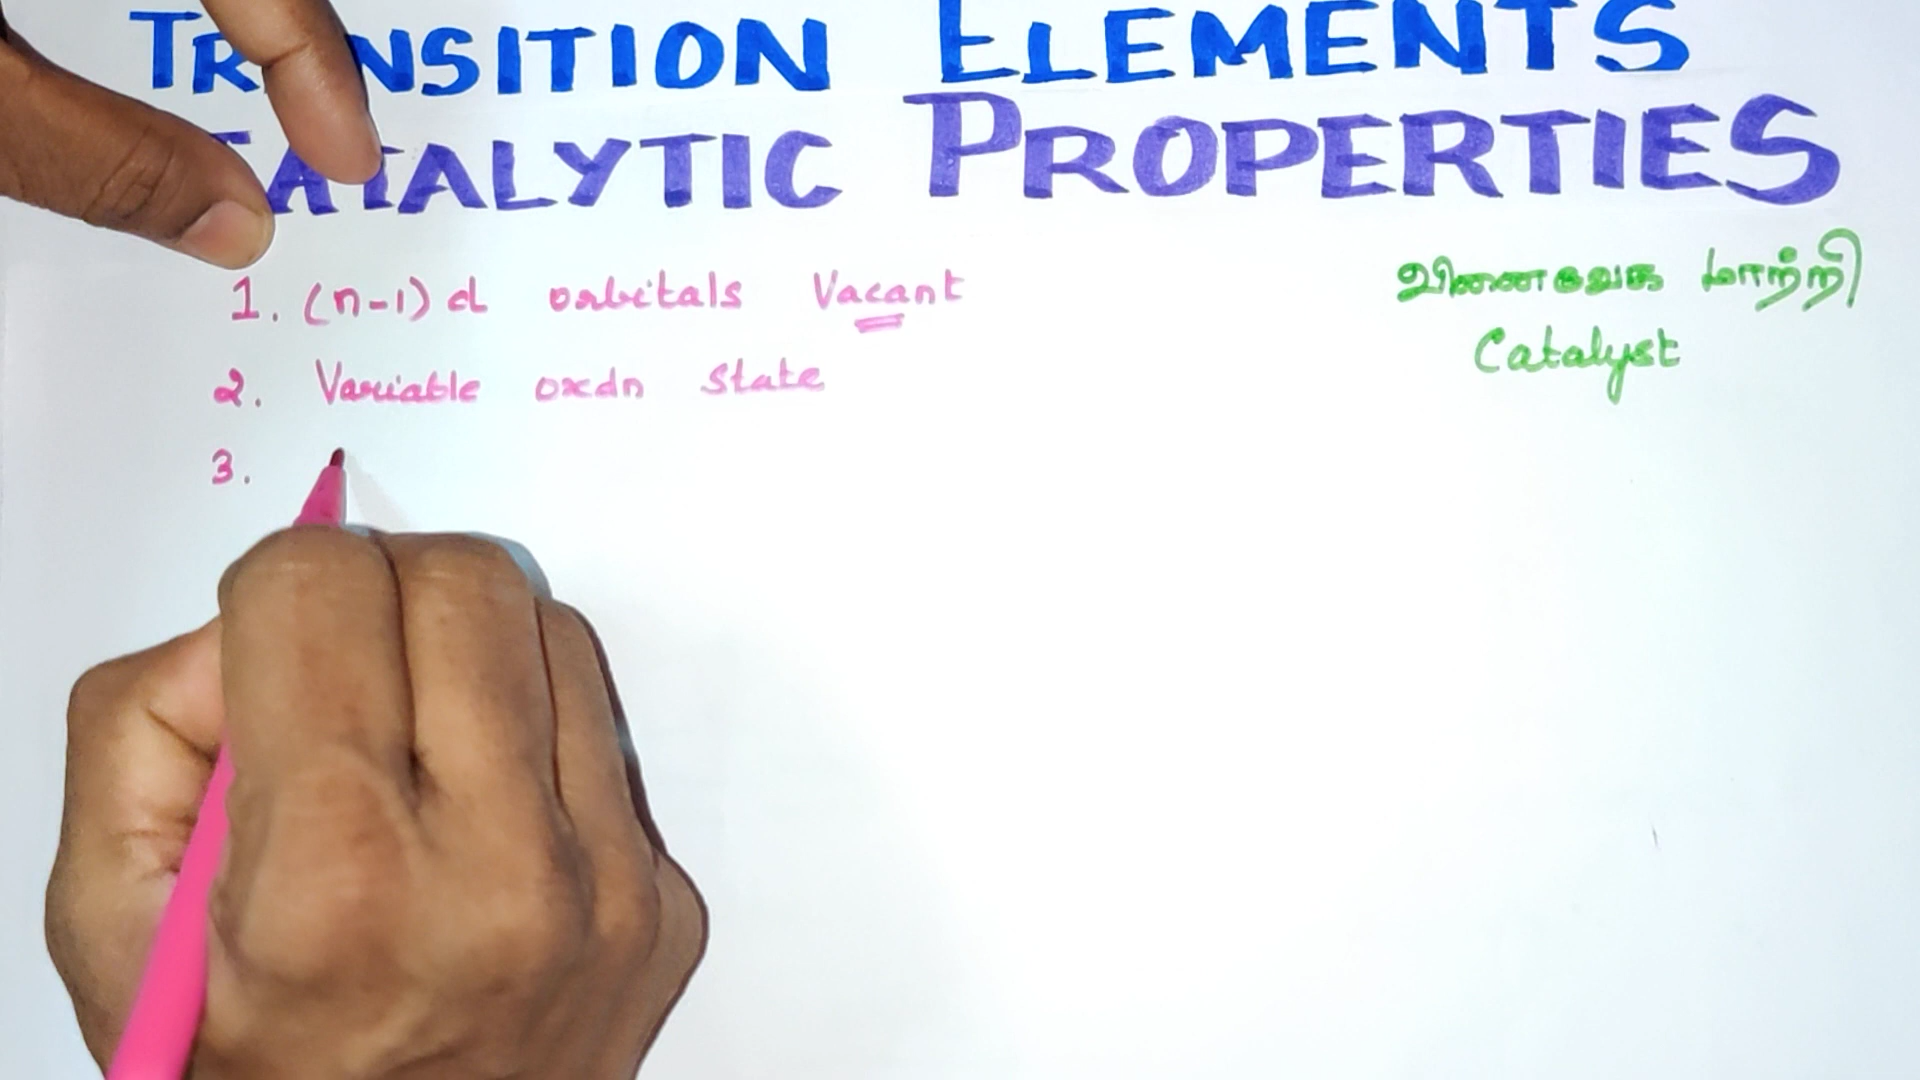 TRANSITION ELEMENTS
CATALYTIC PROPERTIES
1. (n-1)d orbitals Vacant
2. Variable oxdn state
3.
வினைவேக மாற்றி
Catalyst